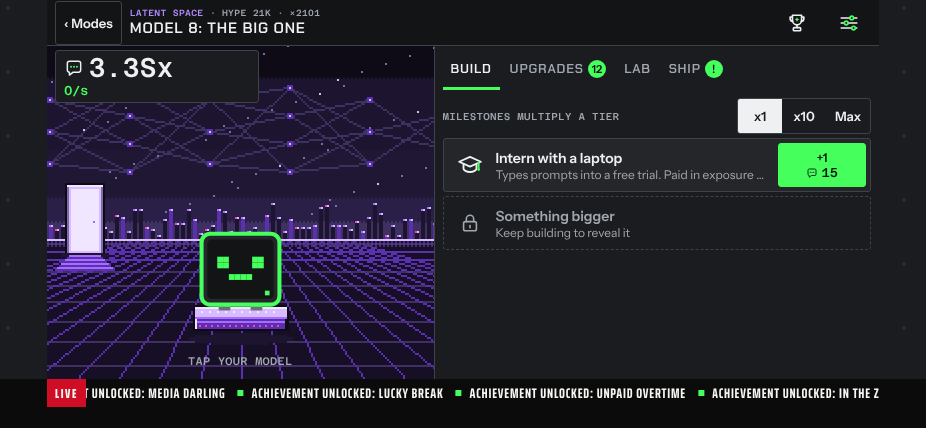 ‹ Modes
LATENT SPACE · HYPE 21K · ×2101
MODEL 8: THE BIG ONE
3.3Sx
0/s
TAP YOUR MODEL
BUILD UPGRADES 12 LAB SHIP !
MILESTONES MULTIPLY A TIER
x1 x10 Max
Intern with a laptop
Types prompts into a free trial. Paid in exposure ...
+1
15
Something bigger
Keep building to reveal it
LIVE
T UNLOCKED: MEDIA DARLING ■ ACHIEVEMENT UNLOCKED: LUCKY BREAK ■ ACHIEVEMENT UNLOCKED: UNPAID OVERTIME ■ ACHIEVEMENT UNLOCKED: IN THE Z